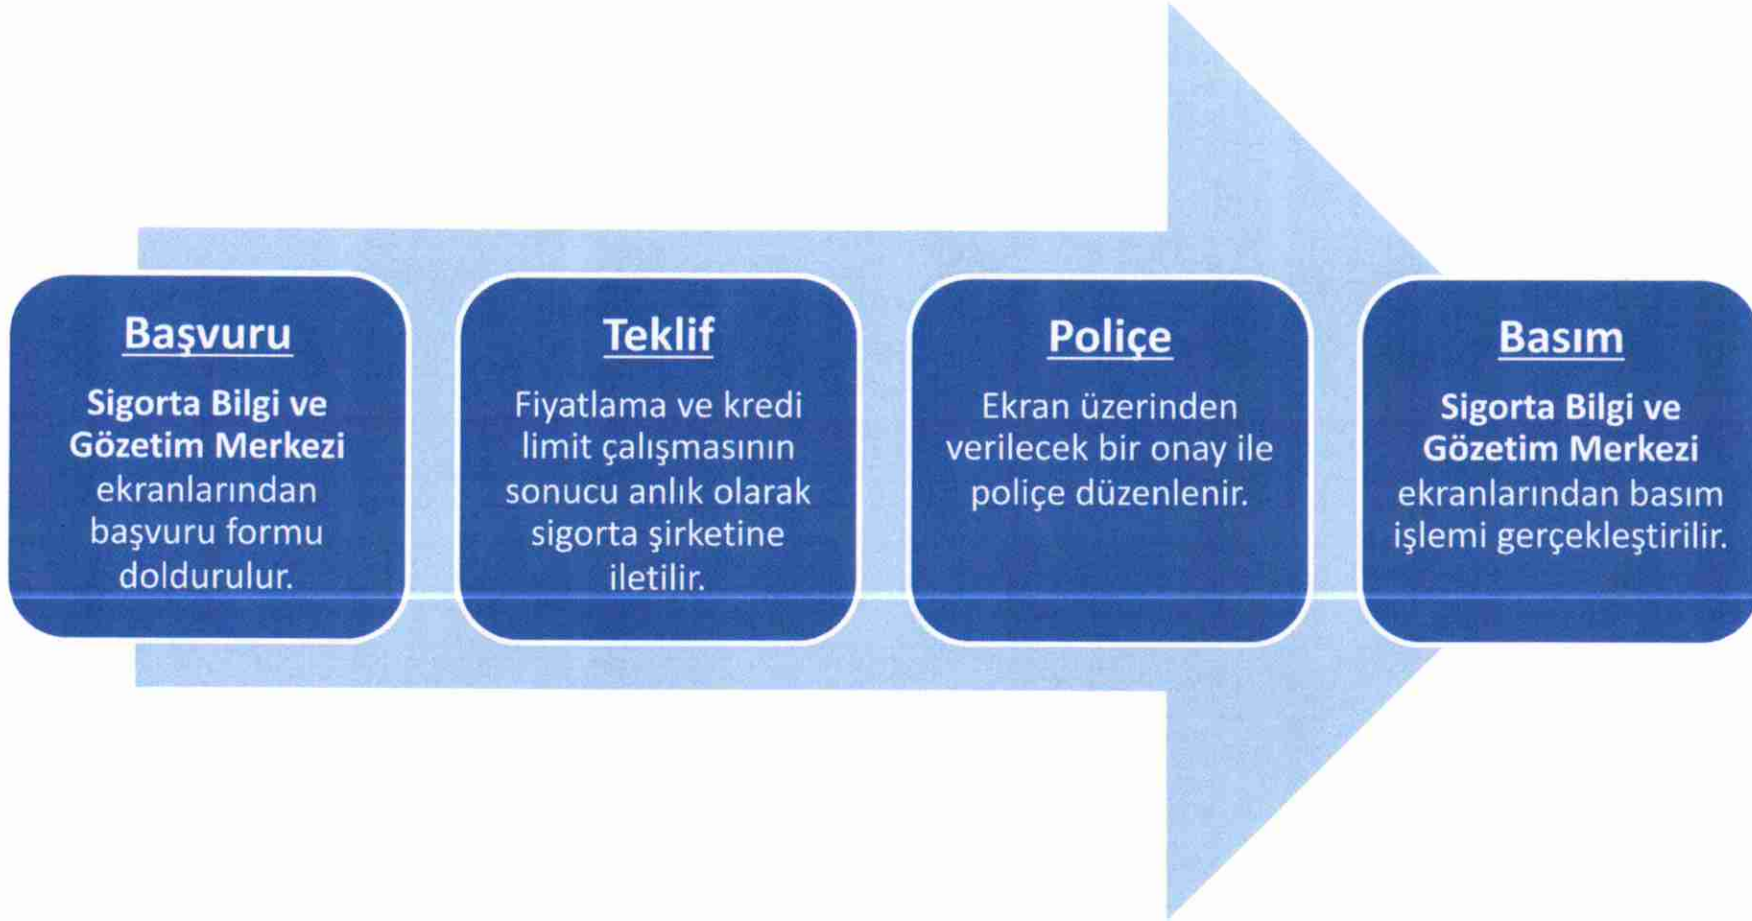 Başvuru
Sigorta Bilgi ve
Gözetim Merkezi
ekranlarından
başvuru formu
doldurulur.
Teklif
Fiyatlama ve kredi
limit çalışmasının
sonucu anlık olarak
sigorta şirketine
iletilir.
Poliçe
Ekran üzerinden
verilecek bir onay ile
poliçe düzenlenir.
Basım
Sigorta Bilgi ve
Gözetim Merkezi
ekranlarından basım
işlemi gerçekleştirilir.